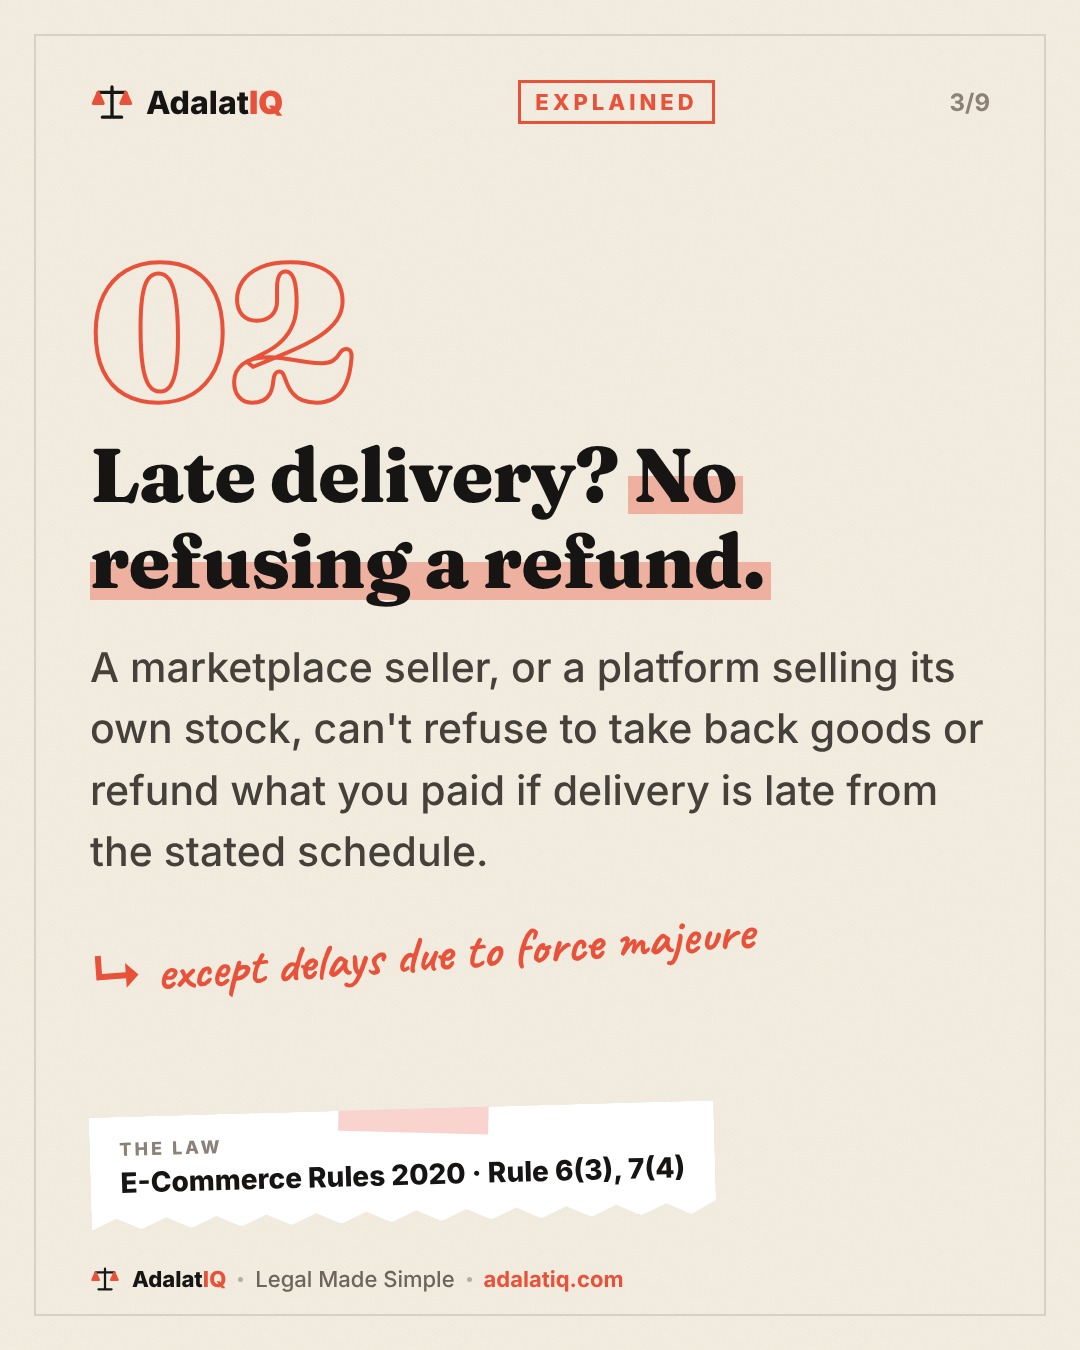 AdalatIQ
EXPLAINED
3/9
02
Late delivery? No
refusing a refund.
A marketplace seller, or a platform selling its
own stock, can't refuse to take back goods or
refund what you paid if delivery is late from
the stated schedule.
↳ except delays due to force majeure
THE LAW
E-Commerce Rules 2020 · Rule 6(3), 7(4)
AdalatIQ • Legal Made Simple • adalatiq.com